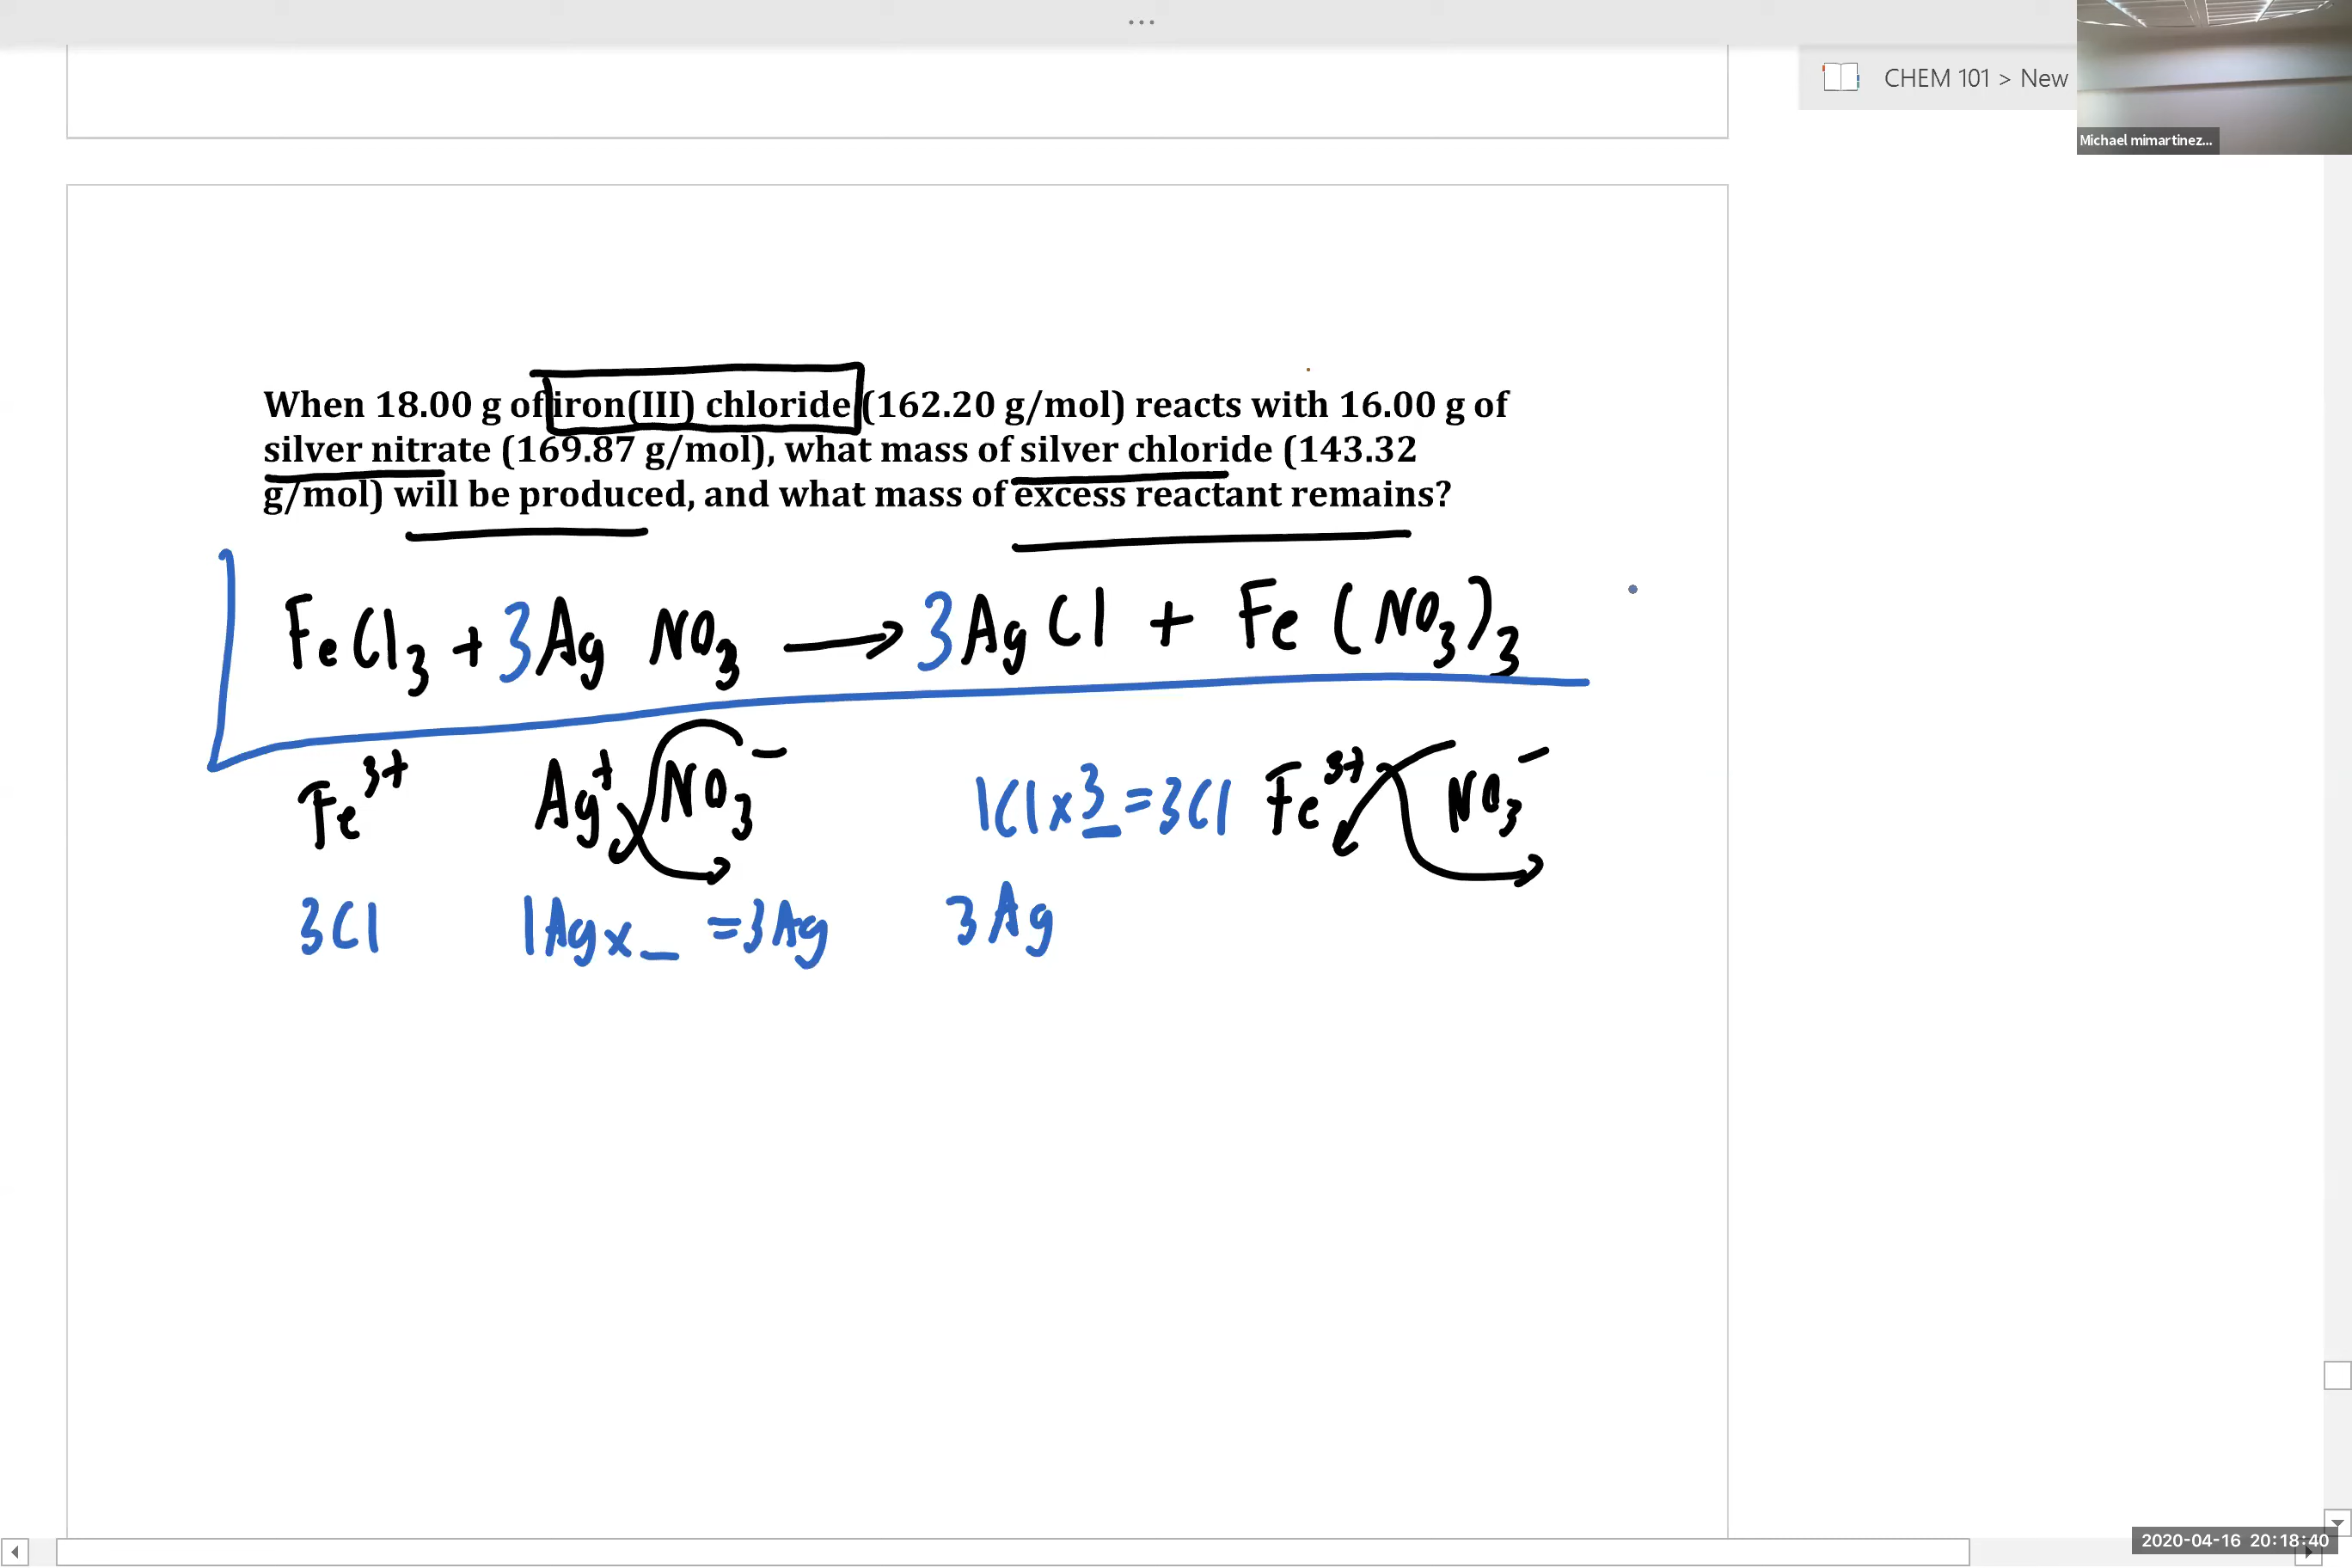 ...
CHEM 101 > New
Michael mimartinez...
When 18.00 g of iron(III) chloride (162.20 g/mol) reacts with 16.00 g of
silver nitrate (169.87 g/mol), what mass of silver chloride (143.32
g/mol) will be produced, and what mass of excess reactant remains?
FeCl₃ + 3AgNO₃ → 3AgCl + Fe(NO₃)₃
Fe³⁺ Ag⁺ NO₃⁻ 1Cl x 3 = 3Cl Fe³⁺ NO₃⁻
3Cl 1Ag x _ = 3Ag 3Ag
2020-04-16 20:18:40